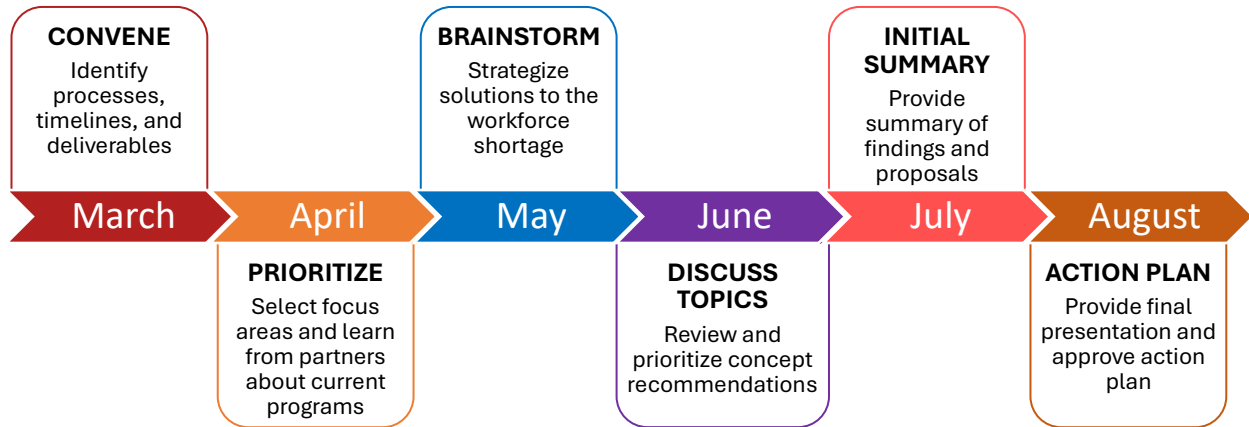 CONVENE
Identify
processes,
timelines, and
deliverables
BRAINSTORM
Strategize
solutions to the
workforce
shortage
INITIAL
SUMMARY
Provide
summary of
findings and
proposals
March
April
May
June
July
August
PRIORITIZE
Select focus
areas and learn
from partners
about current
programs
DISCUSS
TOPICS
Review and
prioritize concept
recommendations
ACTION PLAN
Provide final
presentation and
approve action
plan